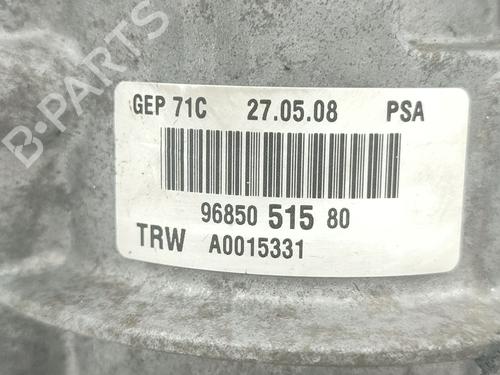 B-PARTS
GEP 71C 27.05.08 PSA
96850 515 80
TRW A0015331